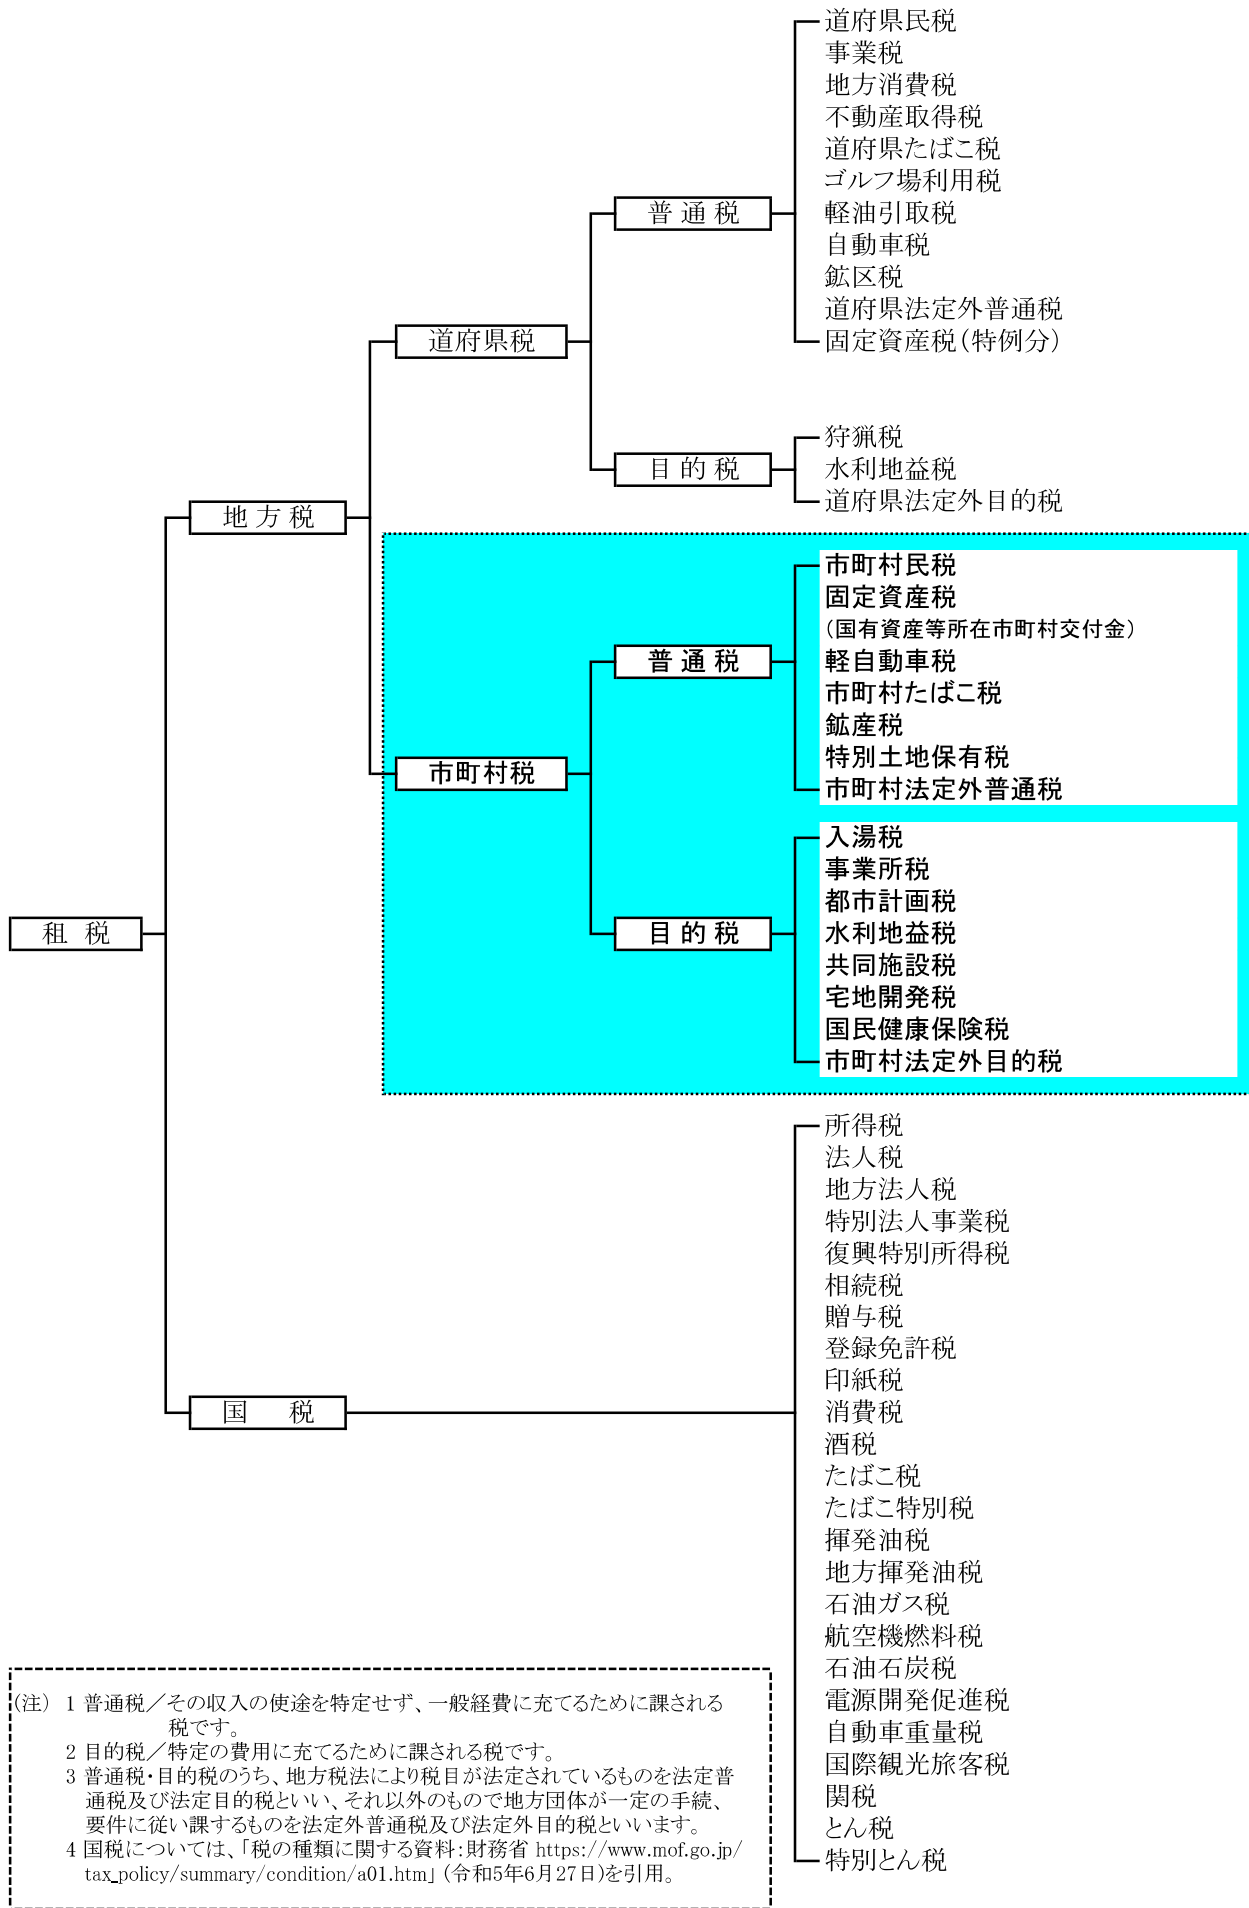 道府県民税
事業税
地方消費税
不動産取得税
道府県たばこ税
ゴルフ場利用税
普通税
軽油引取税
自動車税
鉱区税
道府県法定外普通税
道府県税
固定資産税(特例分)
狩猟税
目的税
水利地益税
道府県法定外目的税
地方税
市町村民税
固定資産税
(国有資産等所在市町村交付金)
普通税
軽自動車税
市町村たばこ税
鉱産税
特別土地保有税
市町村税
市町村法定外普通税
入湯税
事業所税
都市計画税
租税
目的税
水利地益税
共同施設税
宅地開発税
国民健康保険税
市町村法定外目的税
所得税
法人税
地方法人税
特別法人事業税
復興特別所得税
相続税
贈与税
登録免許税
印紙税
国税
消費税
酒税
たばこ税
たばこ特別税
揮発油税
地方揮発油税
石油ガス税
航空機燃料税
石油石炭税
電源開発促進税
自動車重量税
国際観光旅客税
関税
とん税
特別とん税
(注) 1 普通税/その収入の使途を特定せず、一般経費に充てるために課される
税です。
2 目的税/特定の費用に充てるために課される税です。
3 普通税・目的税のうち、地方税法により税目が法定されているものを法定普
通税及び法定目的税といい、それ以外のもので地方団体が一定の手続、
要件に従い課するものを法定外普通税及び法定外目的税といいます。
4 国税については、「税の種類に関する資料:財務省 https://www.mof.go.jp/
tax_policy/summary/condition/a01.htm」(令和5年6月27日)を引用。